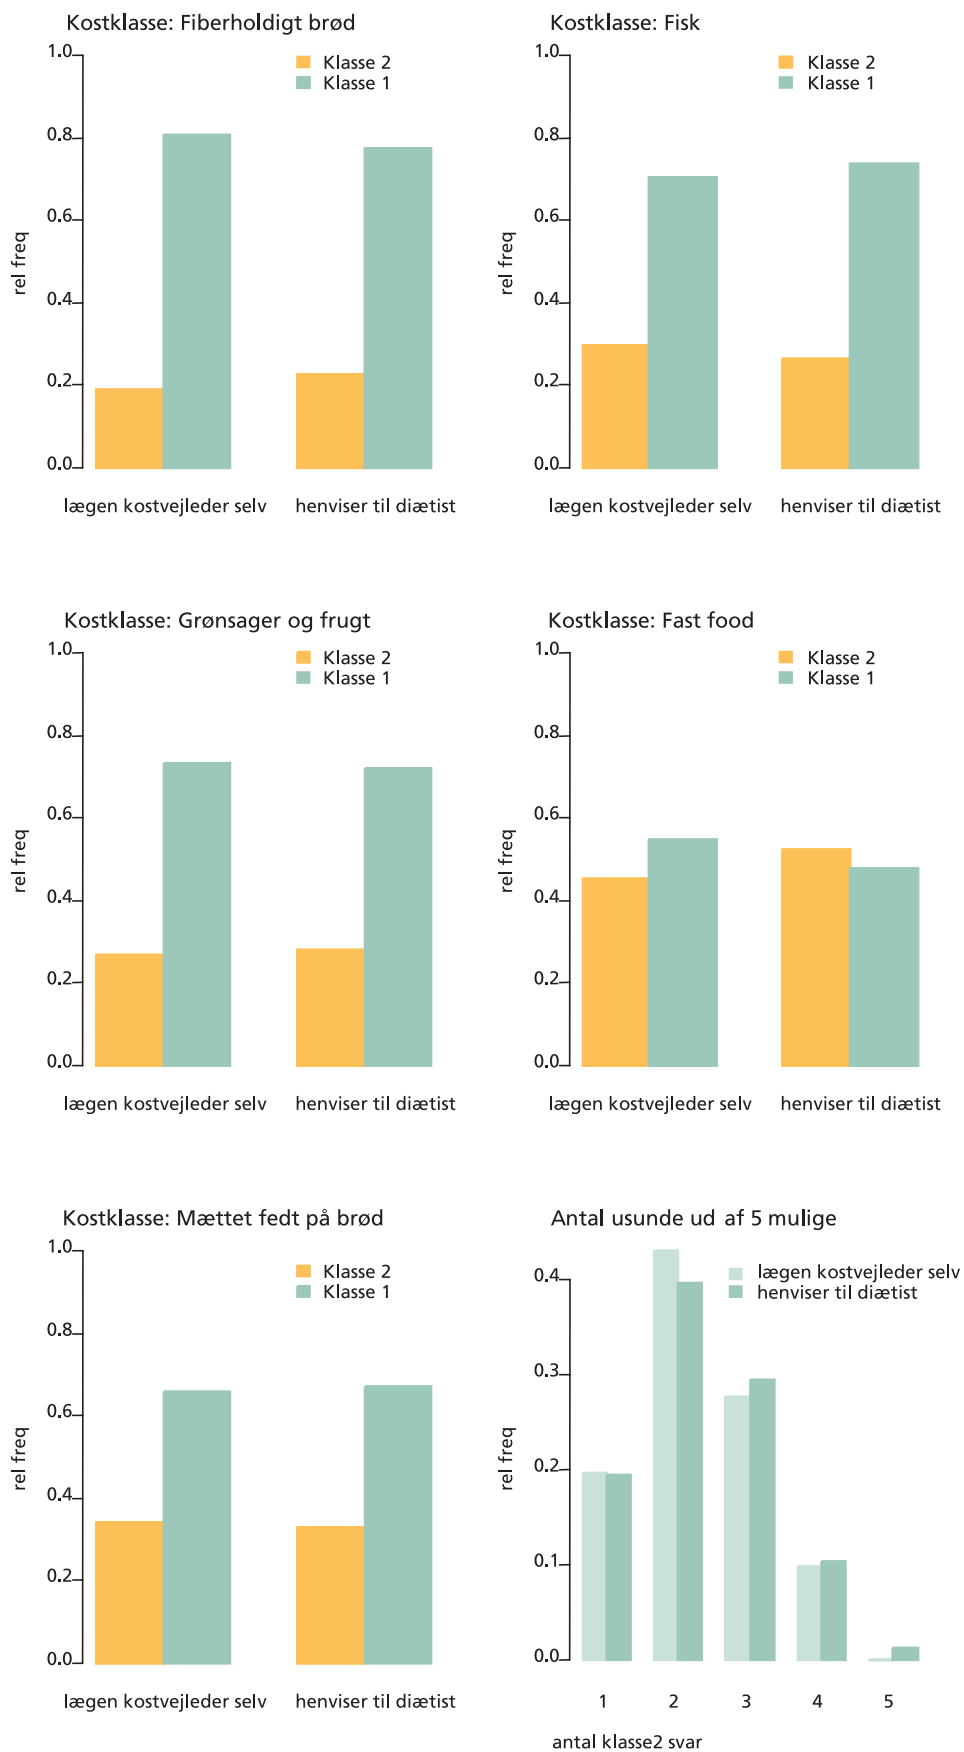 Kostklasse: Fiberholdigt brød
Klasse 2
Klasse 1
1.0
0.8
0.6
0.4
0.2
0.0
rel freq
lægen kostvejleder selv
henviser til diætist
Kostklasse: Fisk
Klasse 2
Klasse 1
1.0
0.8
0.6
0.4
0.2
0.0
rel freq
lægen kostvejleder selv
henviser til diætist
Kostklasse: Grønsager og frugt
Klasse 2
Klasse 1
1.0
0.8
0.6
0.4
0.2
0.0
rel freq
lægen kostvejleder selv
henviser til diætist
Kostklasse: Fast food
Klasse 2
Klasse 1
1.0
0.8
0.6
0.4
0.2
0.0
rel freq
lægen kostvejleder selv
henviser til diætist
Kostklasse: Mættet fedt på brød
Klasse 2
Klasse 1
1.0
0.8
0.6
0.4
0.2
0.0
rel freq
lægen kostvejleder selv
henviser til diætist
Antal usunde ud af 5 mulige
lægen kostvejleder selv
henviser til diætist
0.4
0.3
0.2
0.1
0.0
rel freq
1 2 3 4 5
antal klasse2 svar